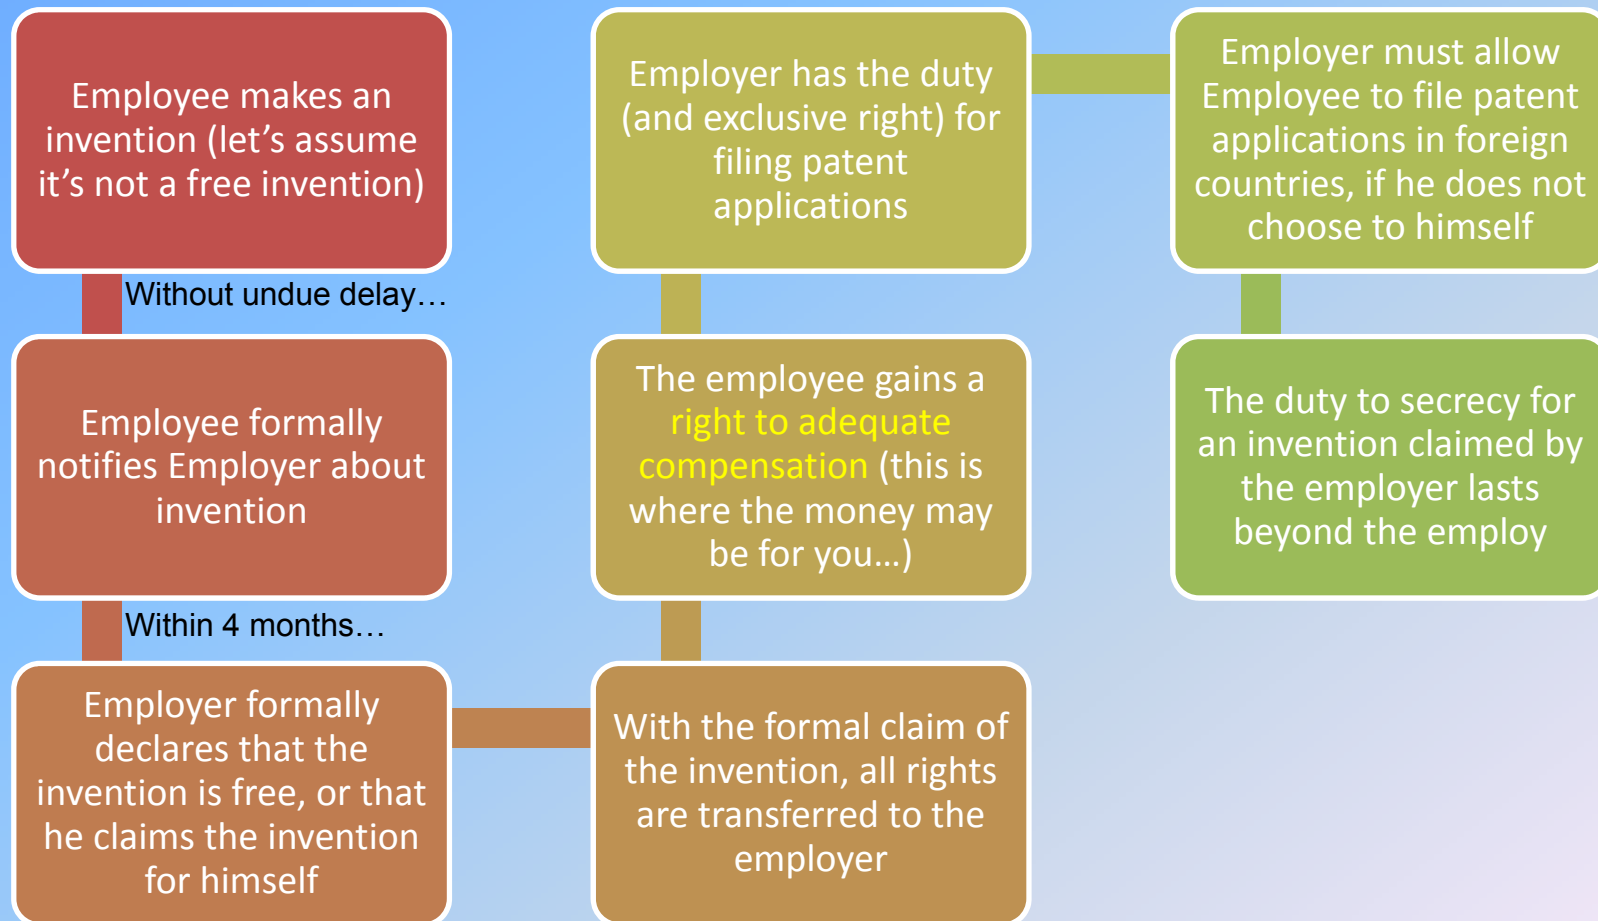 Employee makes an
invention (let’s assume
it’s not a free invention)
Without undue delay…
Employee formally
notifies Employer about
invention
Within 4 months…
Employer formally
declares that the
invention is free, or that
he claims the invention
for himself
With the formal claim of
the invention, all rights
are transferred to the
employer
The employee gains a
right to adequate
compensation (this is
where the money may
be for you…)
Employer has the duty
(and exclusive right) for
filing patent
applications
Employer must allow
Employee to file patent
applications in foreign
countries, if he does not
choose to himself
The duty to secrecy for
an invention claimed by
the employer lasts
beyond the employ